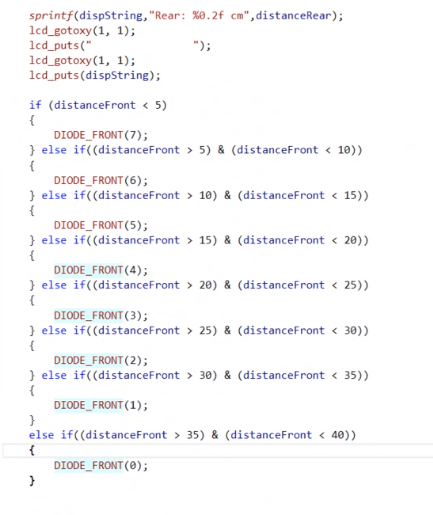 sprintf(dispString,"Rear: %0.2f cm",distanceRear);
lcd_gotoxy(1, 1);
lcd_puts("                ");
lcd_gotoxy(1, 1);
lcd_puts(dispString);

if (distanceFront < 5)
{
    DIODE_FRONT(7);
} else if((distanceFront > 5) & (distanceFront < 10))
{
    DIODE_FRONT(6);
} else if((distanceFront > 10) & (distanceFront < 15))
{
    DIODE_FRONT(5);
} else if((distanceFront > 15) & (distanceFront < 20))
{
    DIODE_FRONT(4);
} else if((distanceFront > 20) & (distanceFront < 25))
{
    DIODE_FRONT(3);
} else if((distanceFront > 25) & (distanceFront < 30))
{
    DIODE_FRONT(2);
} else if((distanceFront > 30) & (distanceFront < 35))
{
    DIODE_FRONT(1);
}
else if((distanceFront > 35) & (distanceFront < 40))
{
    DIODE_FRONT(0);
}